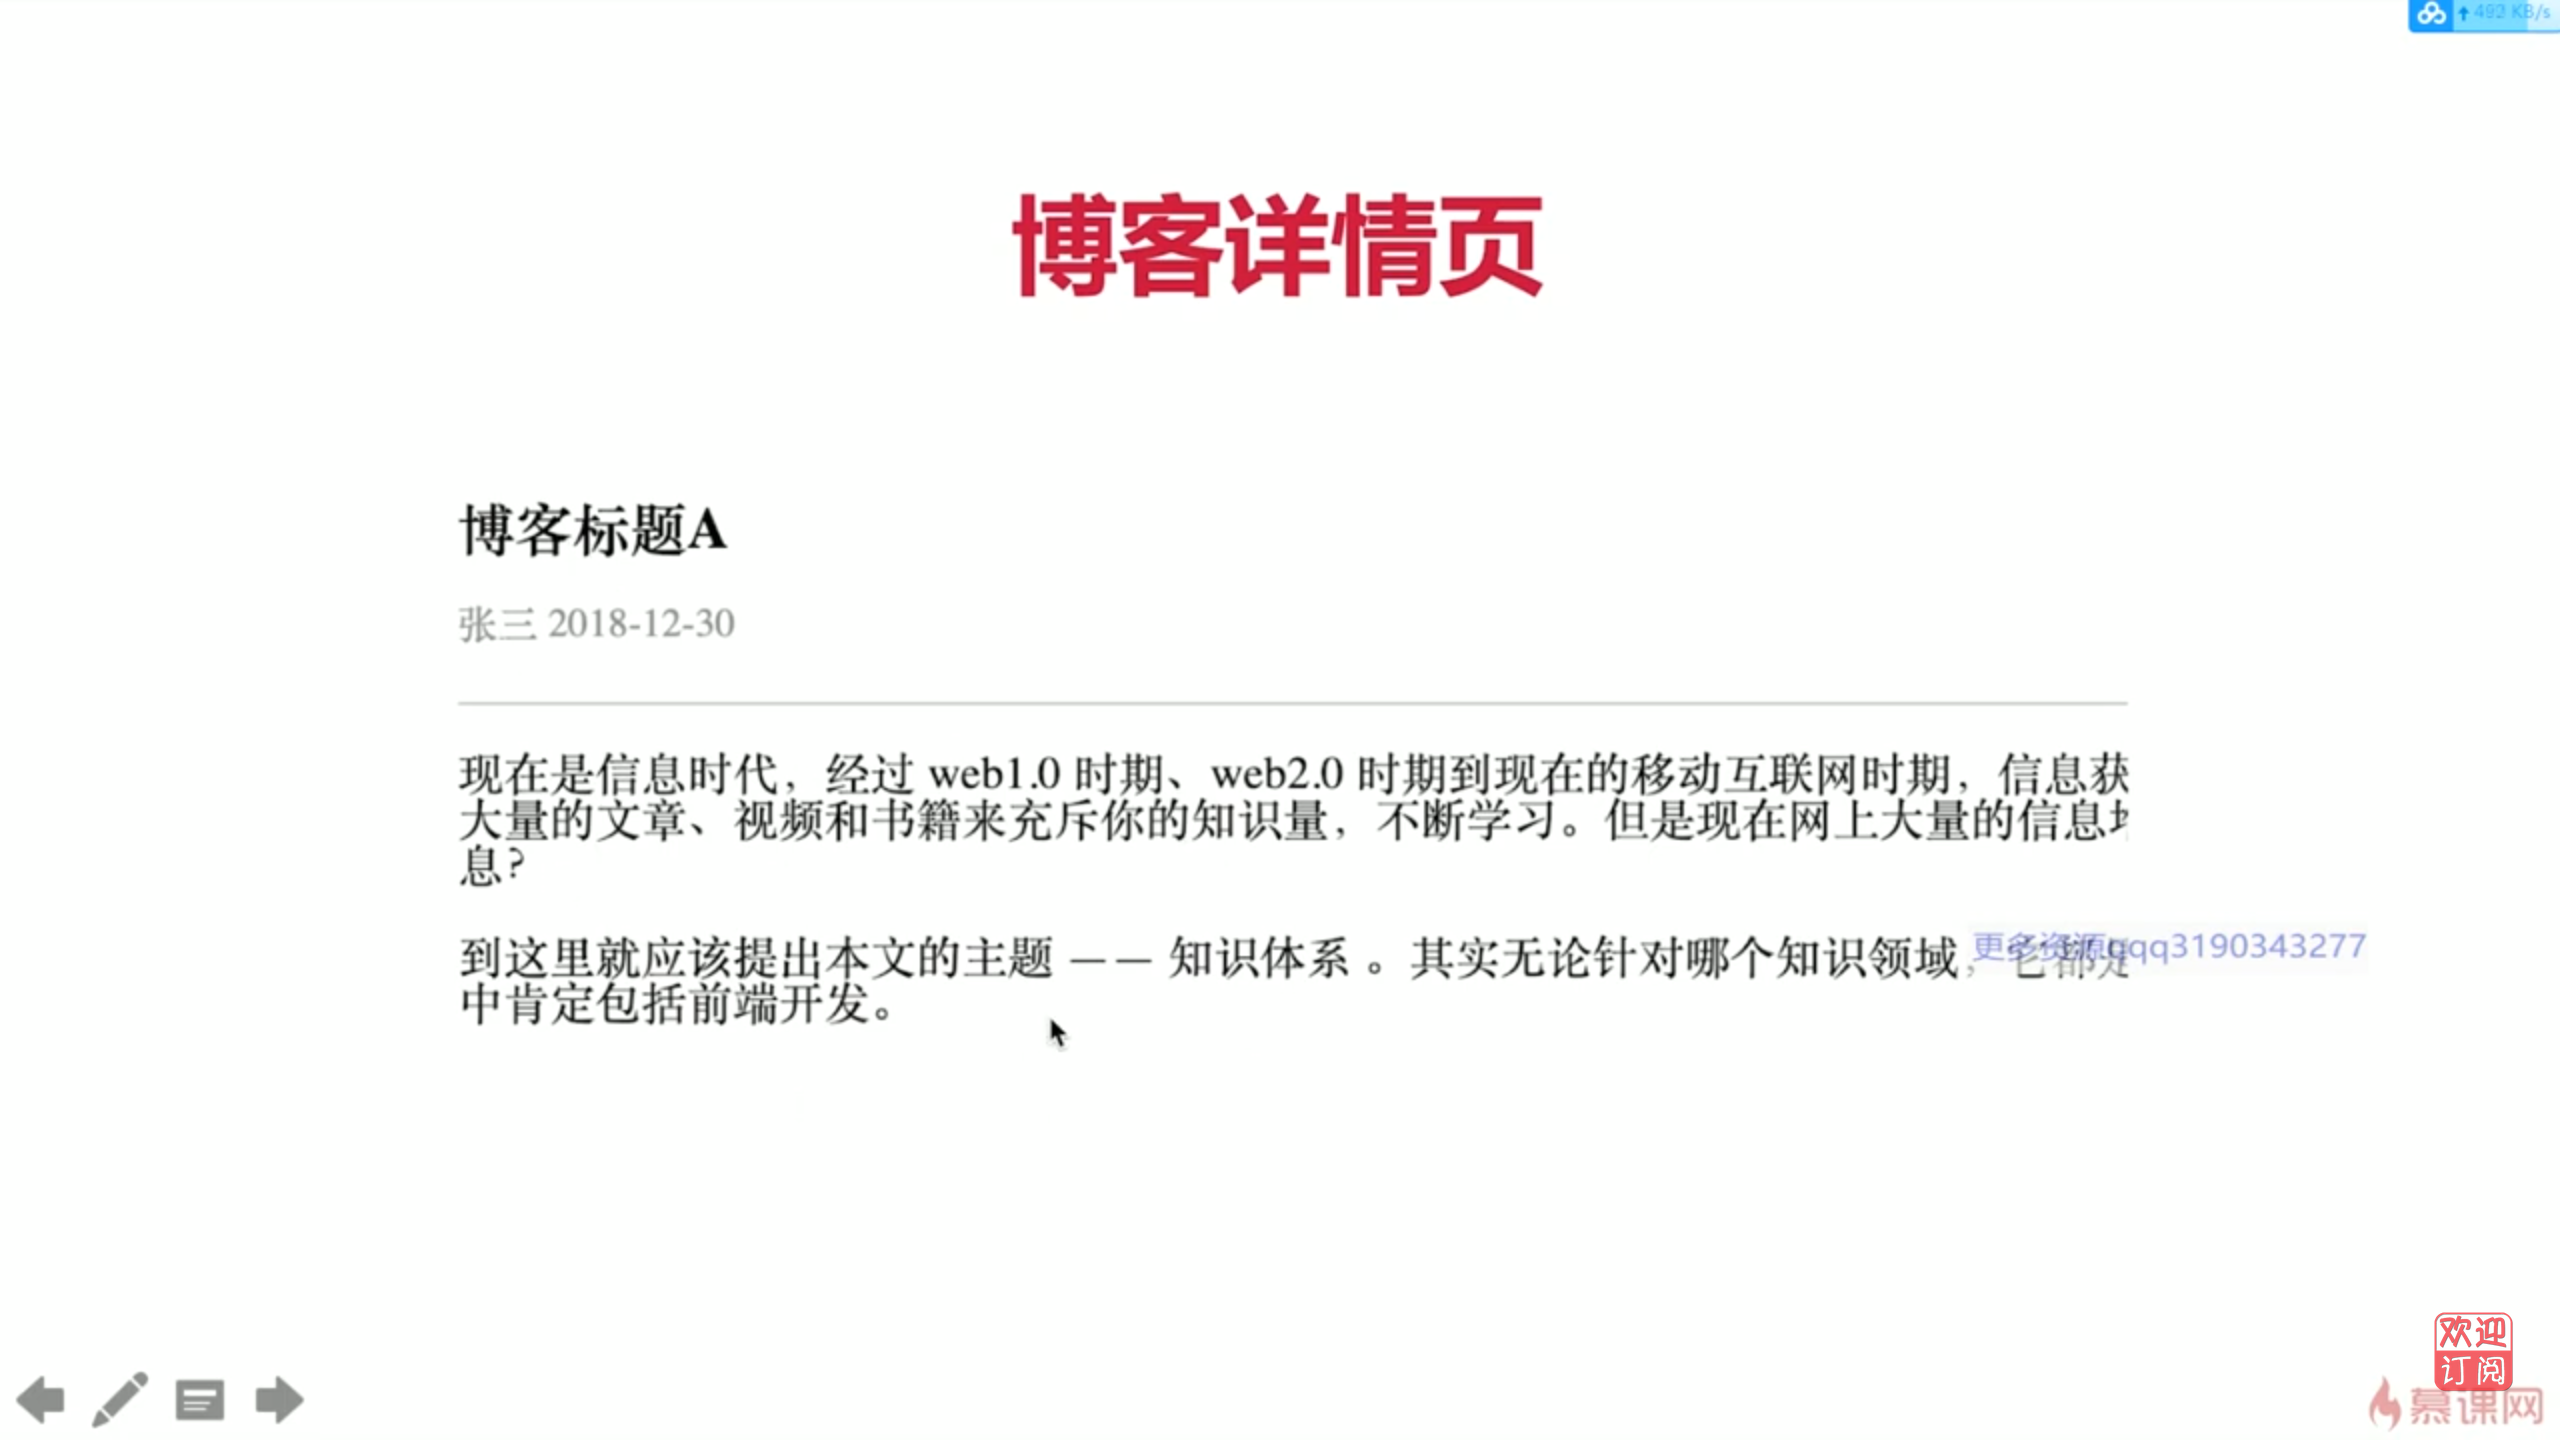 492 KB/s
博客详情页
博客标题A
张三 2018-12-30
现在是信息时代，经过 web1.0 时期、web2.0 时期到现在的移动互联网时期，信息获
大量的文章、视频和书籍来充斥你的知识量，不断学习。但是现在网上大量的信息
息？
到这里就应该提出本文的主题 —— 知识体系 。其实无论针对哪个知识领域，它都是
更多资源qqq3190343277
中肯定包括前端开发。
欢迎
订阅
慕课网